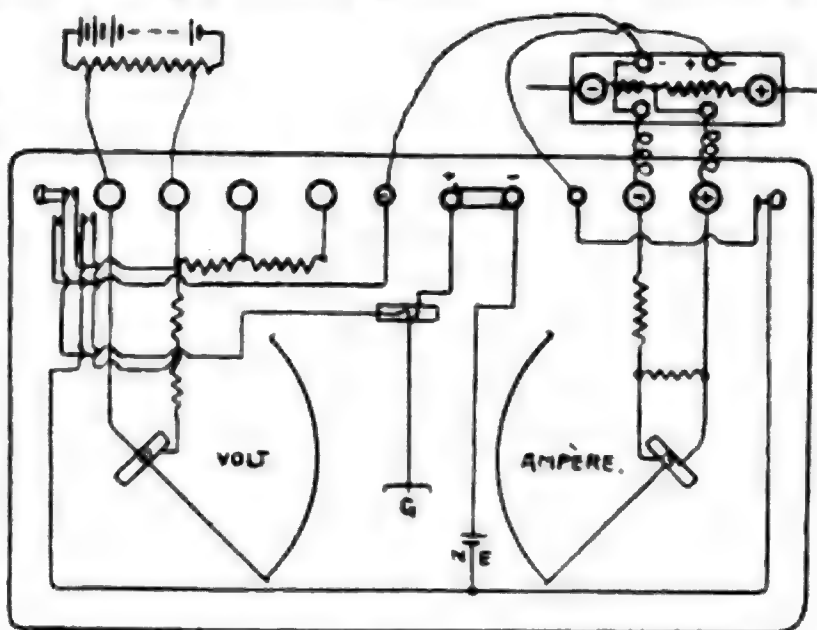 - +
- +
+ -
- +
VOLT
AMPÈRE.
G
N E